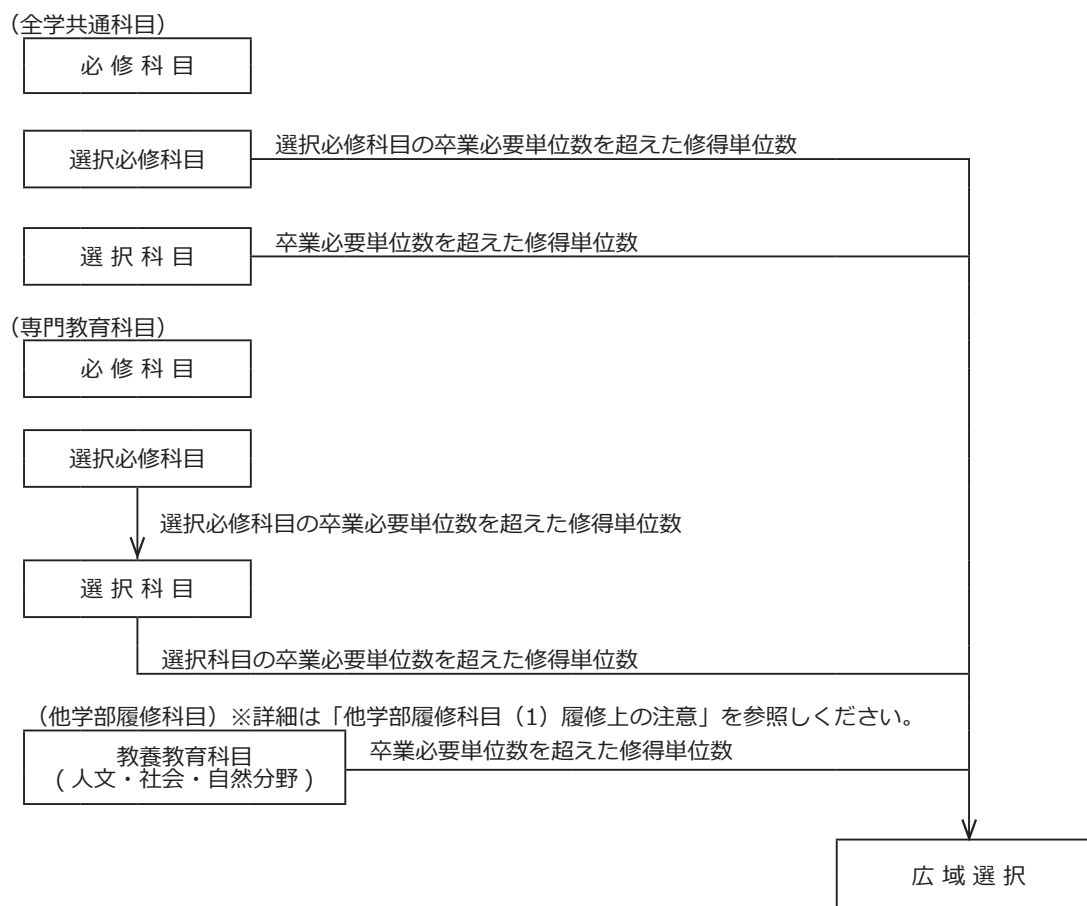 （全学共通科目）
必 修 科 目
選択必修科目
選択必修科目の卒業必要単位数を超えた修得単位数
選 択 科 目
卒業必要単位数を超えた修得単位数
（専門教育科目）
必 修 科 目
選択必修科目
選択必修科目の卒業必要単位数を超えた修得単位数
選 択 科 目
選択科目の卒業必要単位数を超えた修得単位数
（他学部履修科目）※詳細は「他学部履修科目（1）履修上の注意」を参照しください。
教養教育科目
( 人文・社会・自然分野 )
卒業必要単位数を超えた修得単位数
広 域 選 択